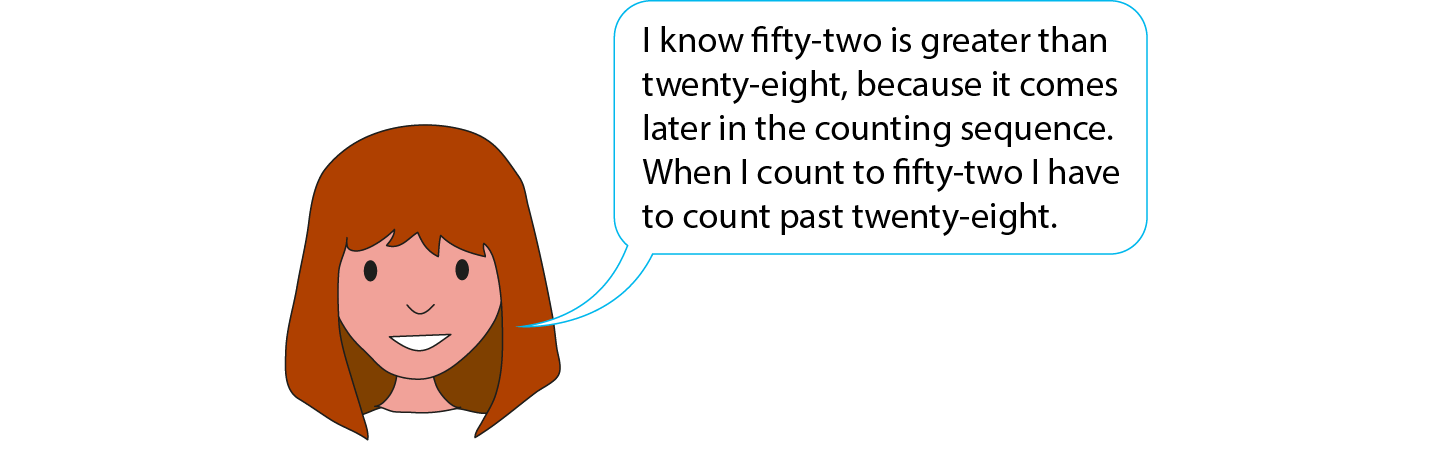 I know fifty-two is greater than
twenty-eight, because it comes
later in the counting sequence.
When I count to fifty-two I have
to count past twenty-eight.